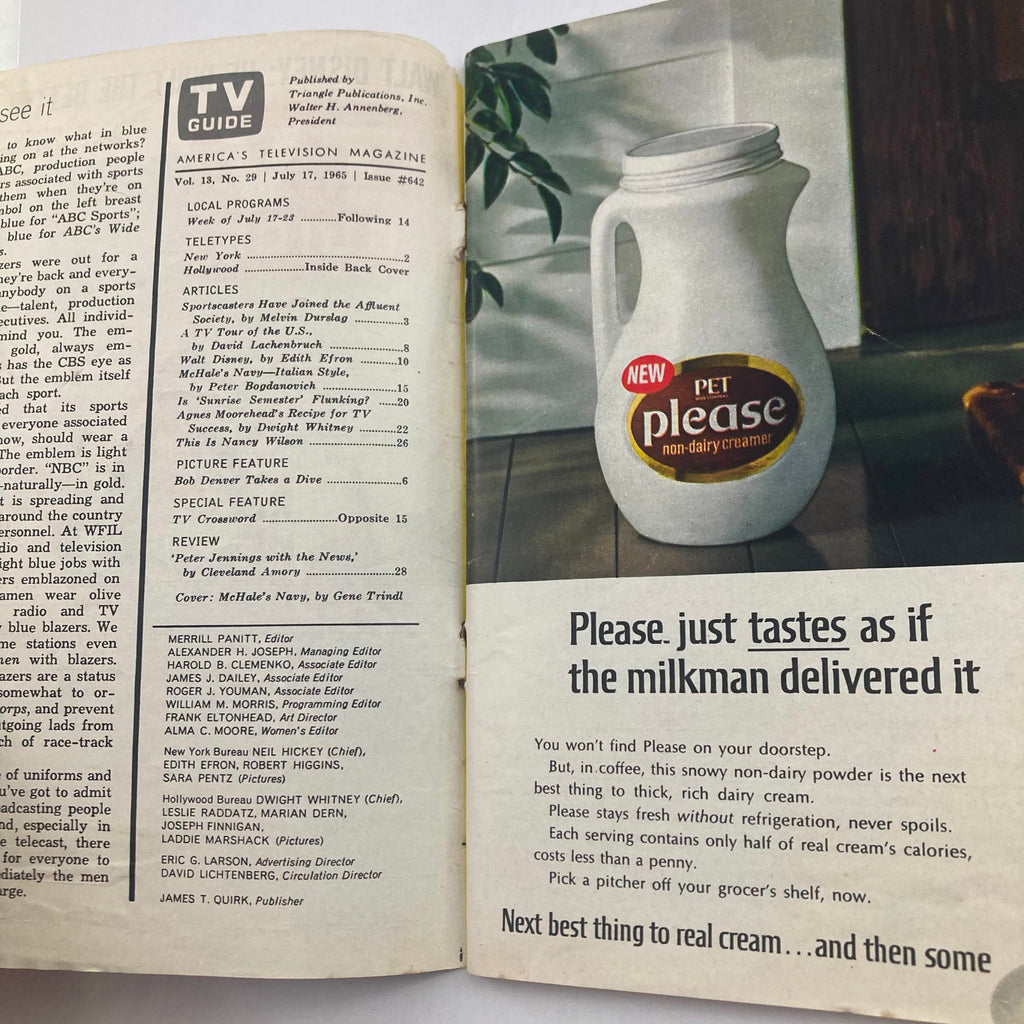 see it
to know what in blue
ing on at the networks?
ABC, production people
rs associated with sports
them when they're on
mbol on the left breast
blue for "ABC Sports";
blue for ABC's Wide
s.
zers were out for a
hey're back and every-
anybody on a sports
e—talent, production
ecutives. All individ-
mind you. The em-
gold, always em-
s has the CBS eye as
But the emblem itself
each sport.
ed that its sports
everyone associated
now, should wear a
The emblem is light
order. "NBC" is in
—naturally—in gold.
t is spreading and
around the country
ersonnel. At WFIL
dio and television
ight blue jobs with
ers emblazoned on
amen wear olive
radio and TV
y blue blazers. We
me stations even
men with blazers.
azers are a status
somewhat to or-
orps, and prevent
utgoing lads from
ch of race-track
e of uniforms and
u've got to admit
adcasting people
nd, especially in
e telecast, there
for everyone to
diately the men
arge.
TV
GUIDE
Published by
Triangle Publications, Inc.
Walter H. Annenberg,
President
AMERICA'S TELEVISION MAGAZINE
Vol. 13, No. 29 | July 17, 1965 | Issue #642
LOCAL PROGRAMS
Week of July 17-23 ...........Following 14
TELETYPES
New York ................................................2
Hollywood ..................Inside Back Cover
ARTICLES
Sportscasters Have Joined the Affluent
Society, by Melvin Durslag ..................3
A TV Tour of the U.S.,
by David Lachenbruch .......................8
Walt Disney, by Edith Efron ............10
McHale's Navy—Italian Style,
by Peter Bogdanovich ........................15
Is 'Sunrise Semester' Flunking? .....20
Agnes Moorehead's Recipe for TV
Success, by Dwight Whitney ............22
This Is Nancy Wilson ..........................26
PICTURE FEATURE
Bob Denver Takes a Dive .......................6
SPECIAL FEATURE
TV Crossword .......................Opposite 15
REVIEW
'Peter Jennings with the News,'
by Cleveland Amory ...........................28
Cover: McHale's Navy, by Gene Trindl
MERRILL PANITT, Editor
ALEXANDER H. JOSEPH, Managing Editor
HAROLD B. CLEMENKO, Associate Editor
JAMES J. DAILEY, Associate Editor
ROGER J. YOUMAN, Associate Editor
WILLIAM M. MORRIS, Programming Editor
FRANK ELTONHEAD, Art Director
ALMA C. MOORE, Women's Editor
New York Bureau NEIL HICKEY (Chief),
EDITH EFRON, ROBERT HIGGINS,
SARA PENTZ (Pictures)
Hollywood Bureau DWIGHT WHITNEY (Chief),
LESLIE RADDATZ, MARIAN DERN,
JOSEPH FINNIGAN,
LADDIE MARSHACK (Pictures)
ERIC G. LARSON, Advertising Director
DAVID LICHTENBERG, Circulation Director
JAMES T. QUIRK, Publisher
NEW
PET
please
non-dairy creamer
Please just tastes as if
the milkman delivered it
You won't find Please on your doorstep.
But, in coffee, this snowy non-dairy powder is the next
best thing to thick, rich dairy cream.
Please stays fresh without refrigeration, never spoils.
Each serving contains only half of real cream's calories,
costs less than a penny.
Pick a pitcher off your grocer's shelf, now.
Next best thing to real cream...and then some